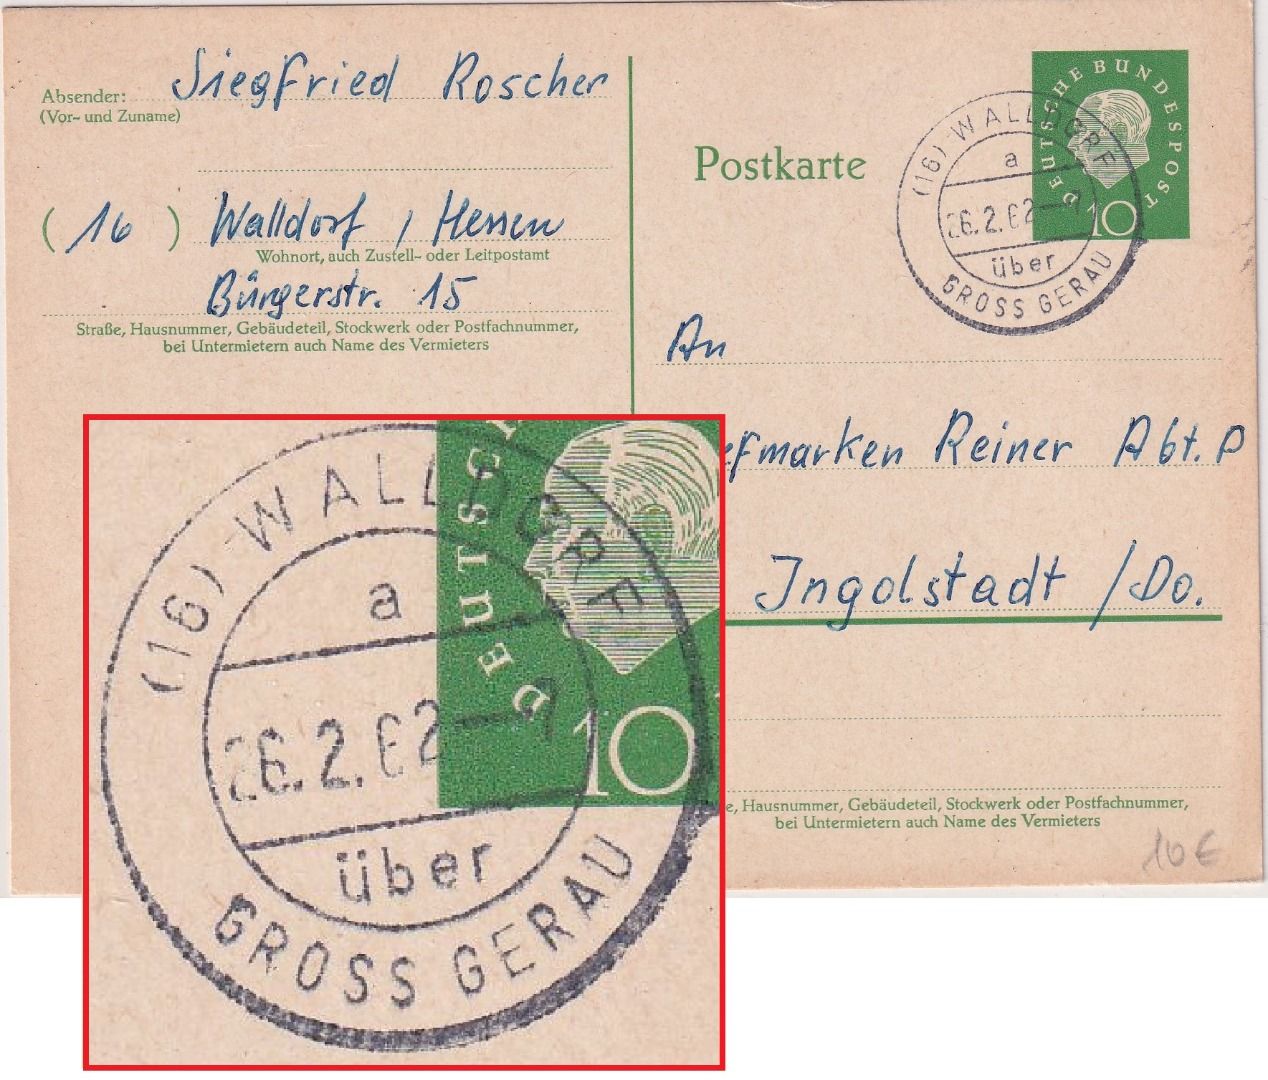 Absender: Siegfried Roscher
(Vor- und Zuname)
(16) Walldorf, Hessen
Wohnort, auch Zustell- oder Leitpostamt
Bürgerstr. 15
Straße, Hausnummer, Gebäudeteil, Stockwerk oder Postfachnummer,
bei Untermietern auch Name des Vermieters
Postkarte
DEUTSCHE BUNDESPOST
10
(16) WALLDORF
a
26.2.62–
über
GROSS GERAU
An
efmarken Reiner Abt. P
Ingolstadt /Do.
e, Hausnummer, Gebäudeteil, Stockwerk oder Postfachnummer,
bei Untermietern auch Name des Vermieters
10 €
(16) WALLDORF
a
26.2.62–
über
GROSS GERAU
DEUTSCH
10